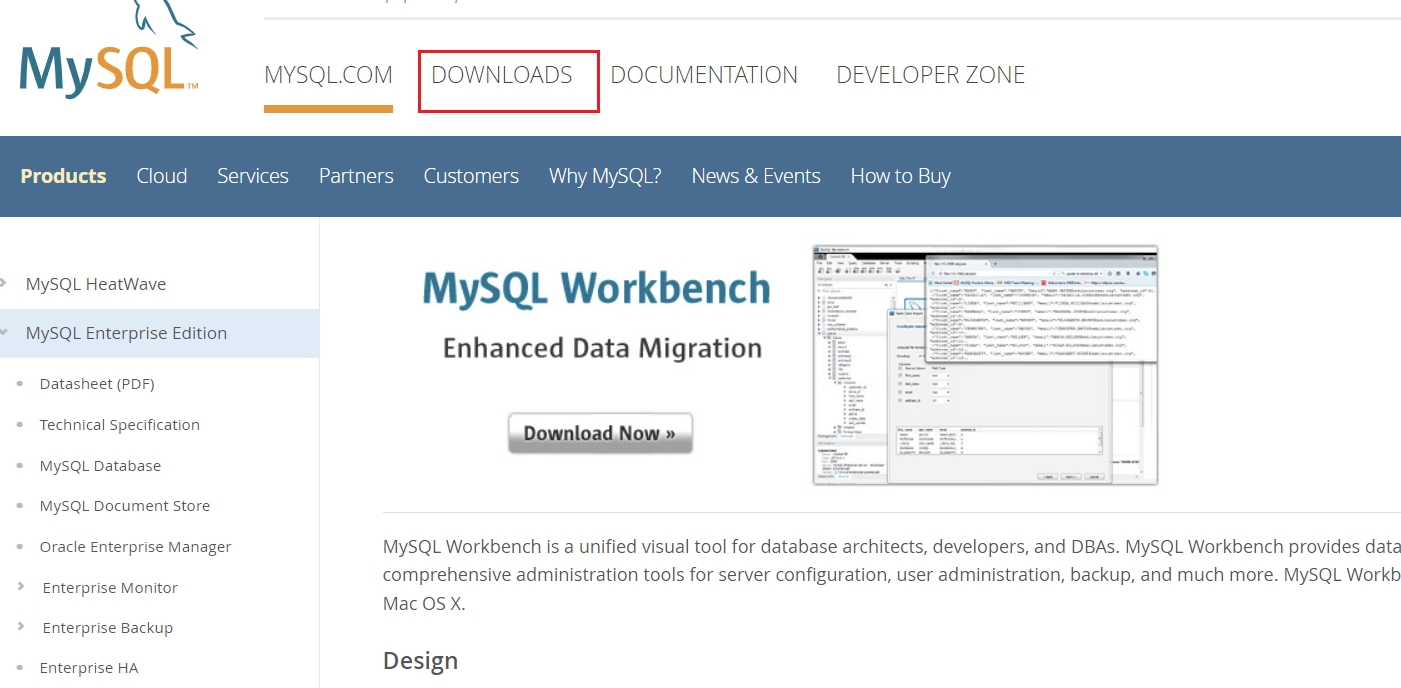 MySQL™
MYSQL.COM DOWNLOADS DOCUMENTATION DEVELOPER ZONE
Products Cloud Services Partners Customers Why MySQL? News & Events How to Buy
MySQL HeatWave
MySQL Enterprise Edition
Datasheet (PDF)
Technical Specification
MySQL Database
MySQL Document Store
Oracle Enterprise Manager
Enterprise Monitor
Enterprise Backup
Enterprise HA
MySQL Workbench
Enhanced Data Migration
Download Now »
MySQL Workbench is a unified visual tool for database architects, developers, and DBAs. MySQL Workbench provides data
comprehensive administration tools for server configuration, user administration, backup, and much more. MySQL Workb
Mac OS X.
Design